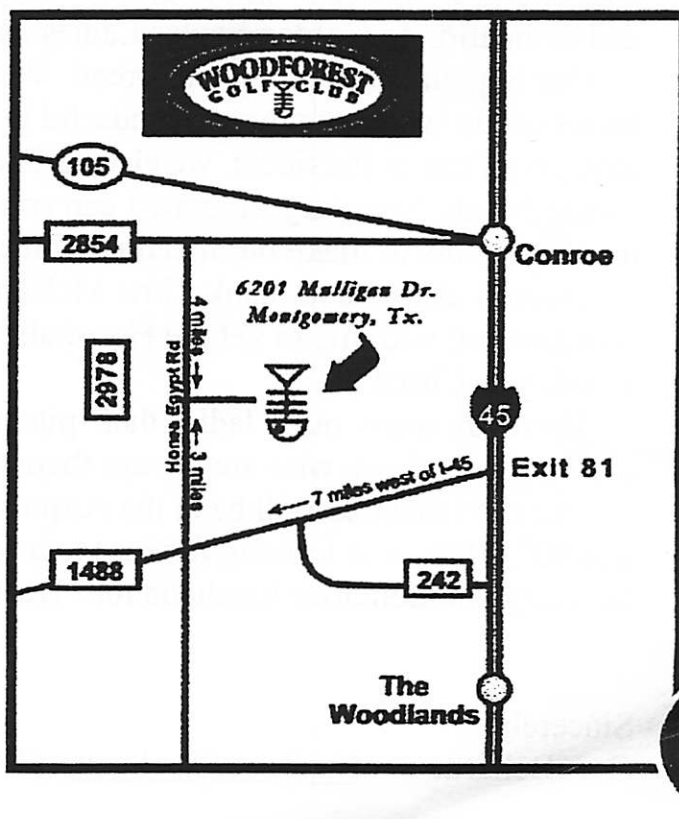 WOODFOREST
GOLF CLUB
105
2854
Conroe
6201 Mulligan Dr.
Montgomery, Tx.
4 miles
2978
Honea Egypt Rd
3 miles
45
Exit 81
7 miles west of I-45
1488
242
The
Woodlands